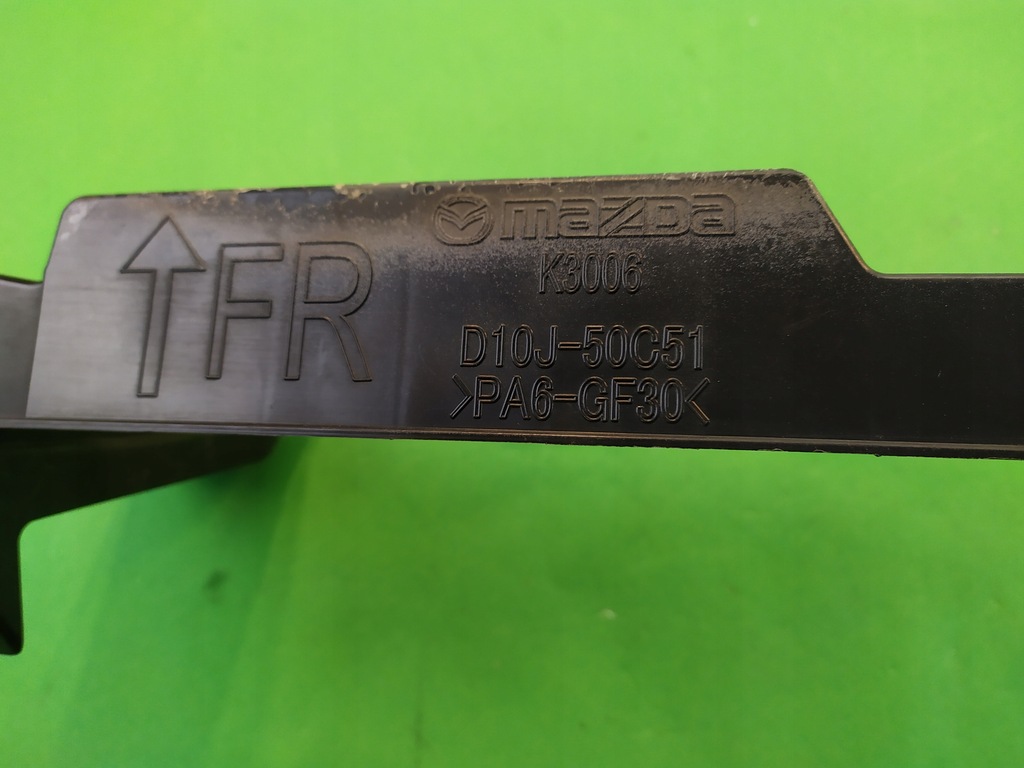 ↑FR
mazda
K3006
D10J-50C51
>PA6-GF30<